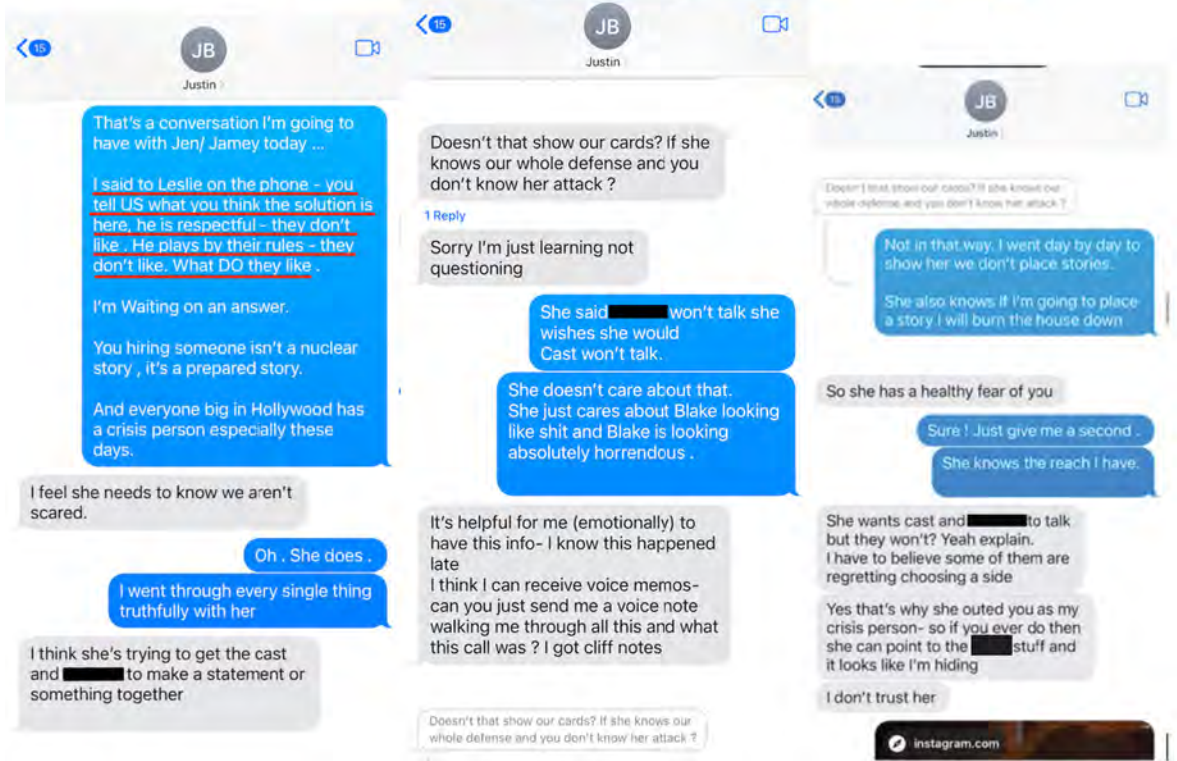 15
JB
Justin
That's a conversation I'm going to
have with Jen/ Jamey today ...
I said to Leslie on the phone - you
tell US what you think the solution is
here, he is respectful - they don't
like . He plays by their rules - they
don't like. What DO they like .
I'm Waiting on an answer.
You hiring someone isn't a nuclear
story , it's a prepared story.
And everyone big in Hollywood has
a crisis person especially these
days.
I feel she needs to know we aren't
scared.
Oh . She does .
I went through every single thing
truthfully with her
I think she's trying to get the cast
and to make a statement or
something together
15
JB
Justin
Doesn't that show our cards? If she
knows our whole defense and you
don't know her attack ?
1 Reply
Sorry I'm just learning not
questioning
She said won't talk she
wishes she would
Cast won't talk.
She doesn't care about that.
She just cares about Blake looking
like shit and Blake is looking
absolutely horrendous .
It's helpful for me (emotionally) to
have this info- I know this happened
late
I think I can receive voice memos-
can you just send me a voice note
walking me through all this and what
this call was ? I got cliff notes
Doesn't that show our cards? If she knows our
whole defense and you don't know her attack ?
15
JB
Justin
Doesn't that show our cards? If she knows our
whole defense and you don't know her attack ?
Not in that way. I went day by day to
show her we don't place stories.
She also knows if I'm going to place
a story I will burn the house down
So she has a healthy fear of you
Sure ! Just give me a second .
She knows the reach I have.
She wants cast and to talk
but they won't? Yeah explain.
I have to believe some of them are
regretting choosing a side
Yes that's why she outed you as my
crisis person- so if you ever do then
she can point to the stuff and
it looks like I'm hiding
I don't trust her
instagram.com